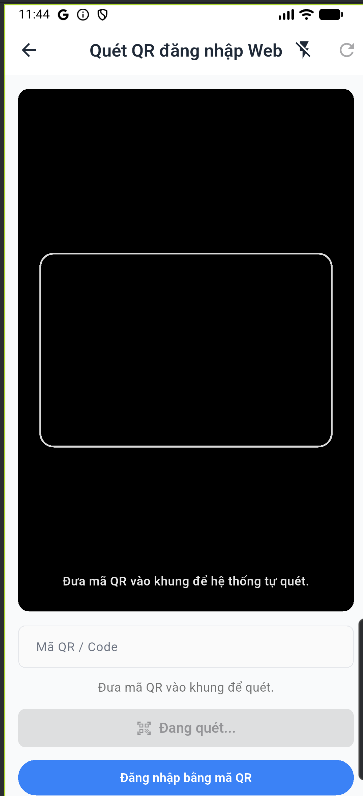 11:44
Quét QR đăng nhập Web
Đưa mã QR vào khung để hệ thống tự quét.
Mã QR / Code
Đưa mã QR vào khung để quét.
Đang quét...
Đăng nhập bằng mã QR